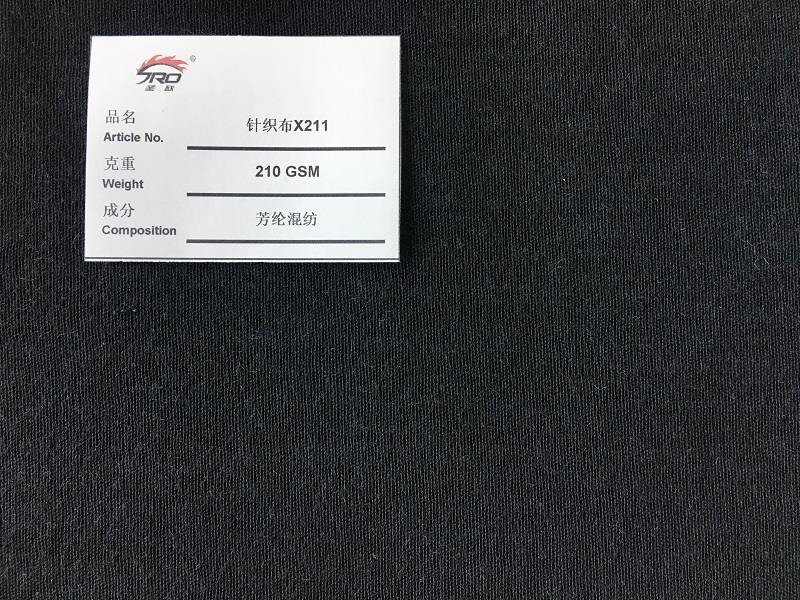 JRO®
圣欧
品名
Article No.
针织布X211
克重
Weight
210 GSM
成分
Composition
芳纶混纺